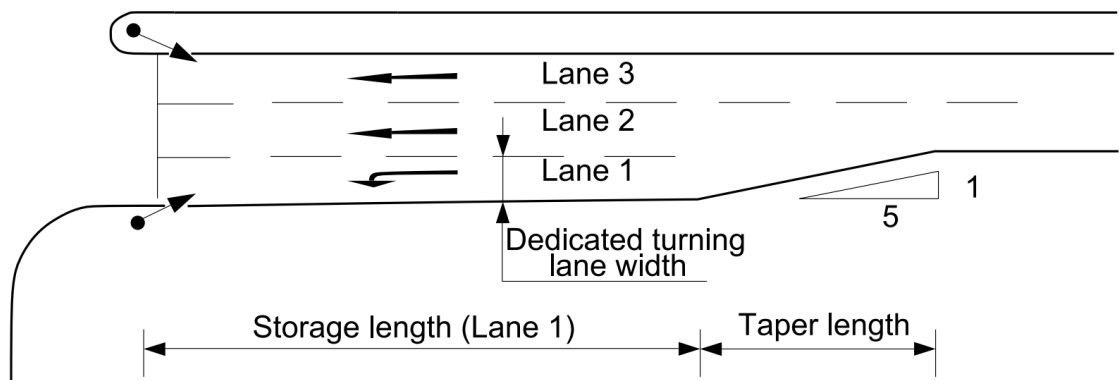 Lane 3
Lane 2
Lane 1
1
5
Dedicated turning
lane width
Storage length (Lane 1)
Taper length